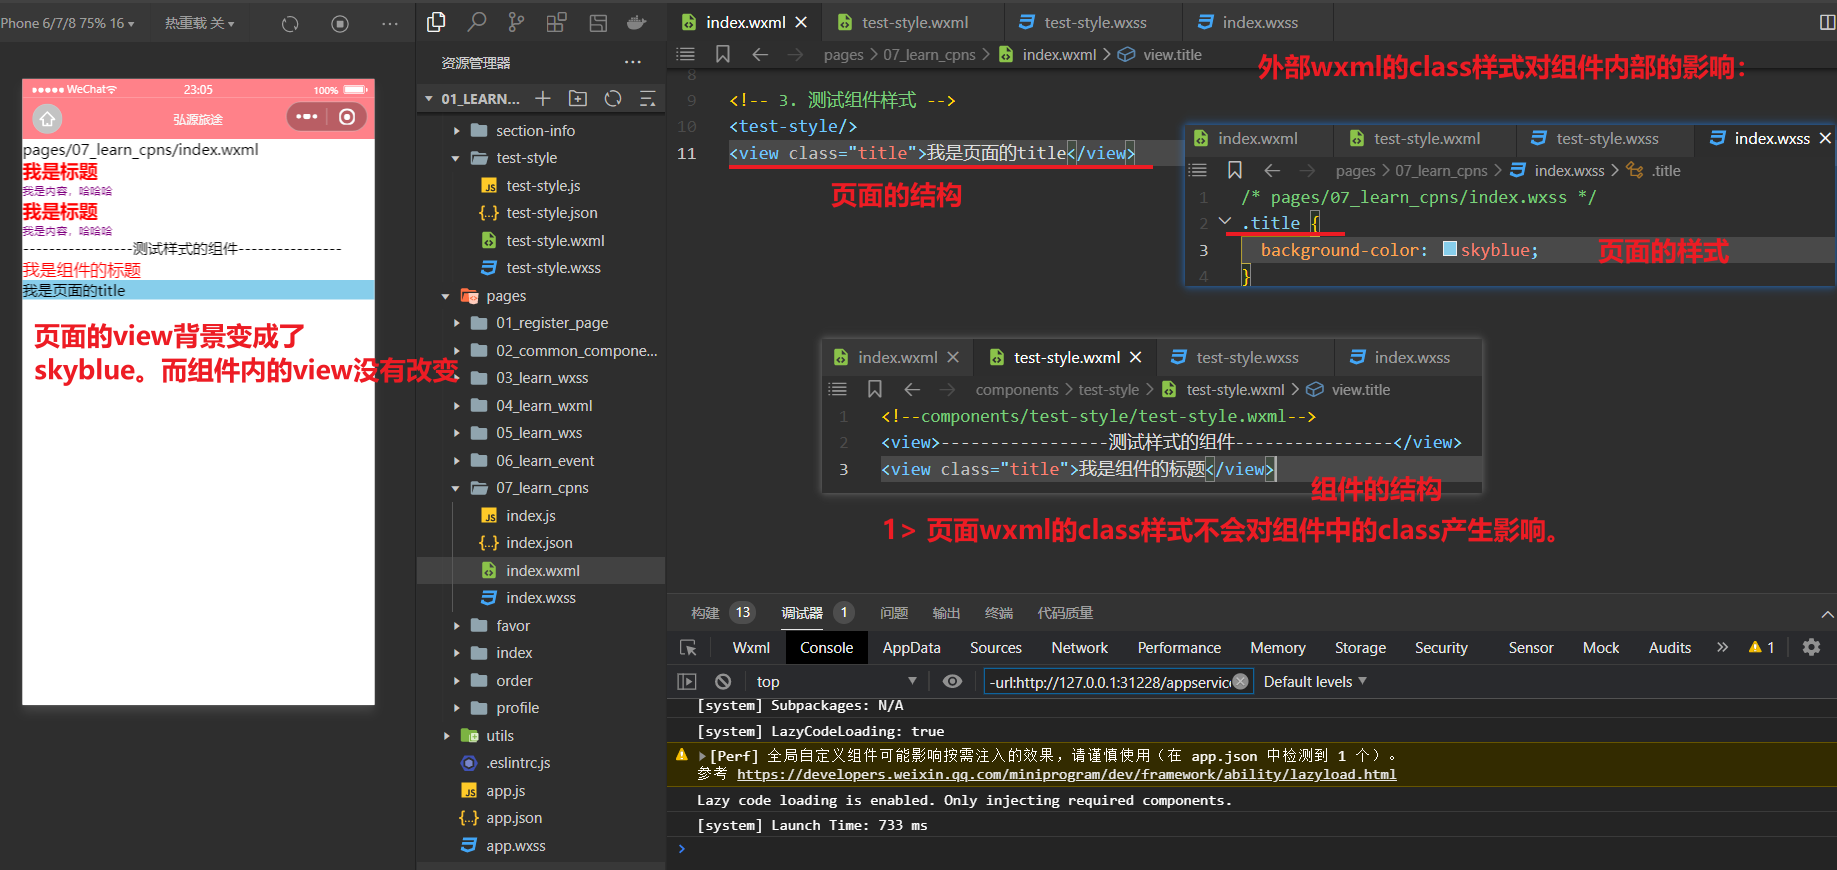 Phone 6/7/8 75% 16
热重载 关
WeChat
23:05
100%
弘源旅途
pages/07_learn_cpns/index.wxml
我是标题
我是内容，哈哈哈
我是标题
我是内容，哈哈哈
----------------测试样式的组件---------------
我是组件的标题
我是页面的title
页面的view背景变成了
skyblue。而组件内的view没有改变
资源管理器
01_LEARN...
section-info
test-style
test-style.js
test-style.json
test-style.wxml
test-style.wxss
pages
01_register_page
02_common_compone...
03_learn_wxss
04_learn_wxml
05_learn_wxs
06_learn_event
07_learn_cpns
index.js
index.json
index.wxml
index.wxss
favor
index
order
profile
utils
.eslintrc.js
app.js
app.json
app.wxss
index.wxml
test-style.wxml
test-style.wxss
index.wxss
pages > 07_learn_cpns > index.wxml > view.title
外部wxml的class样式对组件内部的影响：
8
9 <!-- 3. 测试组件样式 -->
10 <test-style/>
11 <view class="title">我是页面的title</view>
页面的结构
index.wxml
test-style.wxml
test-style.wxss
index.wxss
pages > 07_learn_cpns > index.wxss > .title
1 /* pages/07_learn_cpns/index.wxss */
2 .title {
3 background-color: skyblue;
4 }
页面的样式
index.wxml
test-style.wxml
test-style.wxss
index.wxss
components > test-style > test-style.wxml > view.title
1 <!--components/test-style/test-style.wxml-->
2 <view>-----------------测试样式的组件----------------</view>
3 <view class="title">我是组件的标题</view>
组件的结构
1> 页面wxml的class样式不会对组件中的class产生影响。
构建 13
调试器 1
问题
输出
终端
代码质量
Wxml
Console
AppData
Sources
Network
Performance
Memory
Storage
Security
Sensor
Mock
Audits
1
top
-url:http://127.0.0.1:31228/appservic
Default levels
[system] Subpackages: N/A
[system] LazyCodeLoading: true
[Perf] 全局自定义组件可能影响按需注入的效果，请谨慎使用（在 app.json 中检测到 1 个）。
参考 https://developers.weixin.qq.com/miniprogram/dev/framework/ability/lazyload.html
Lazy code loading is enabled. Only injecting required components.
[system] Launch Time: 733 ms